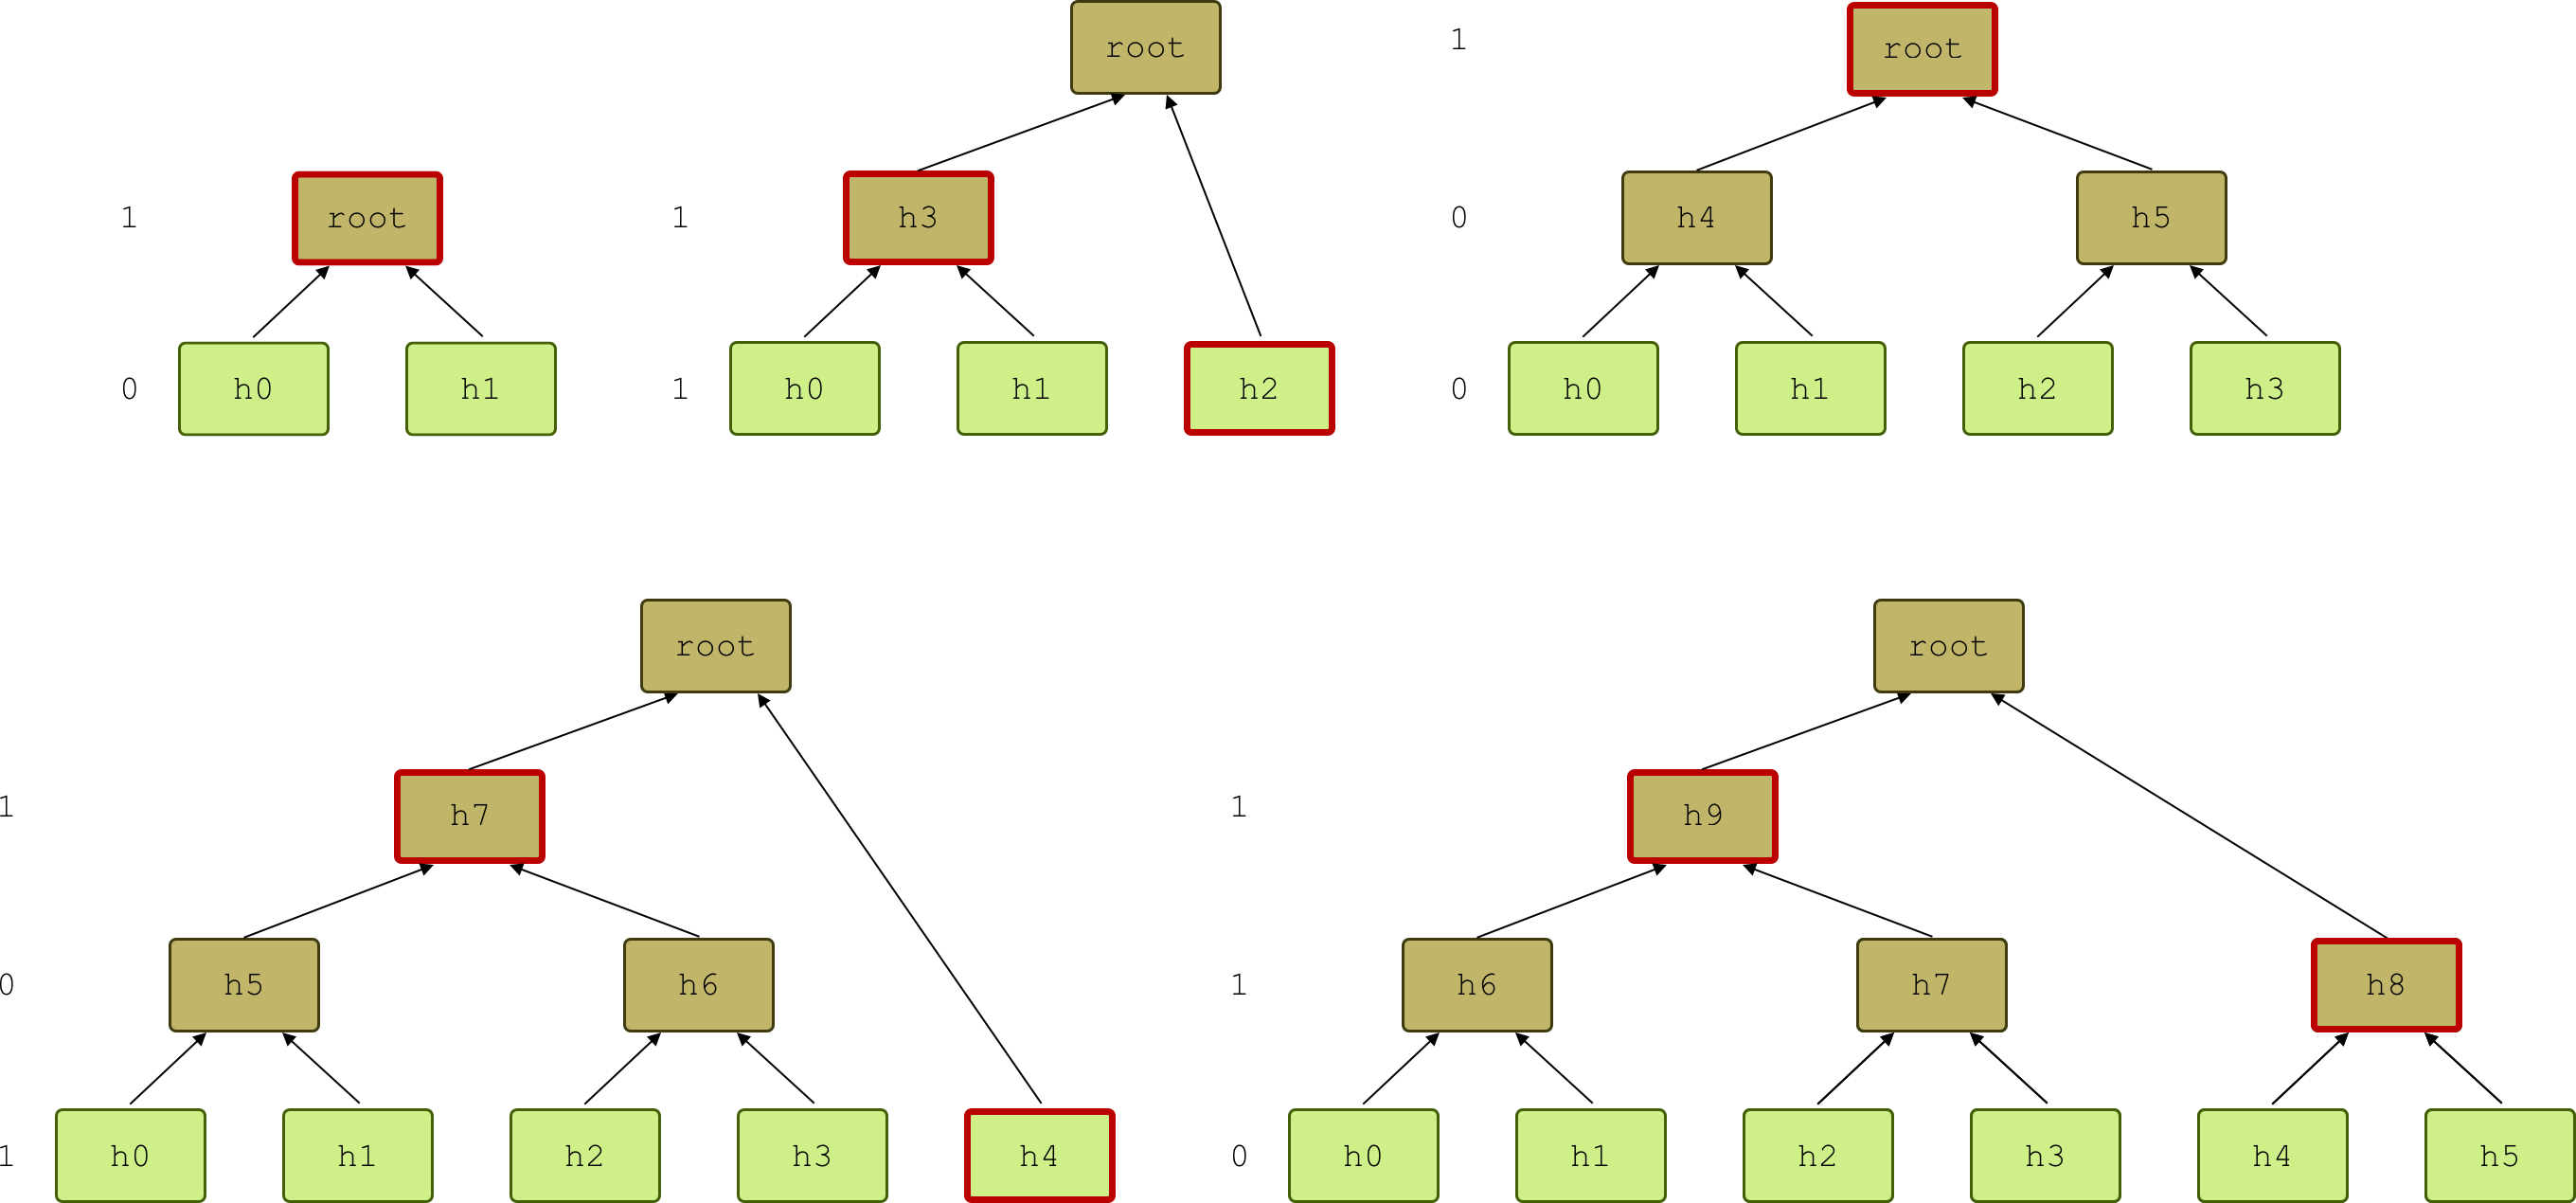 root
1 root
1 root
1 h3
0 h4 h5
0 h0 h1
1 h0 h1 h2
0 h0 h1 h2 h3
root
root
1 h7
1 h9
0 h5 h6
1 h6 h7 h8
1 h0 h1 h2 h3 h4
0 h0 h1 h2 h3 h4 h5